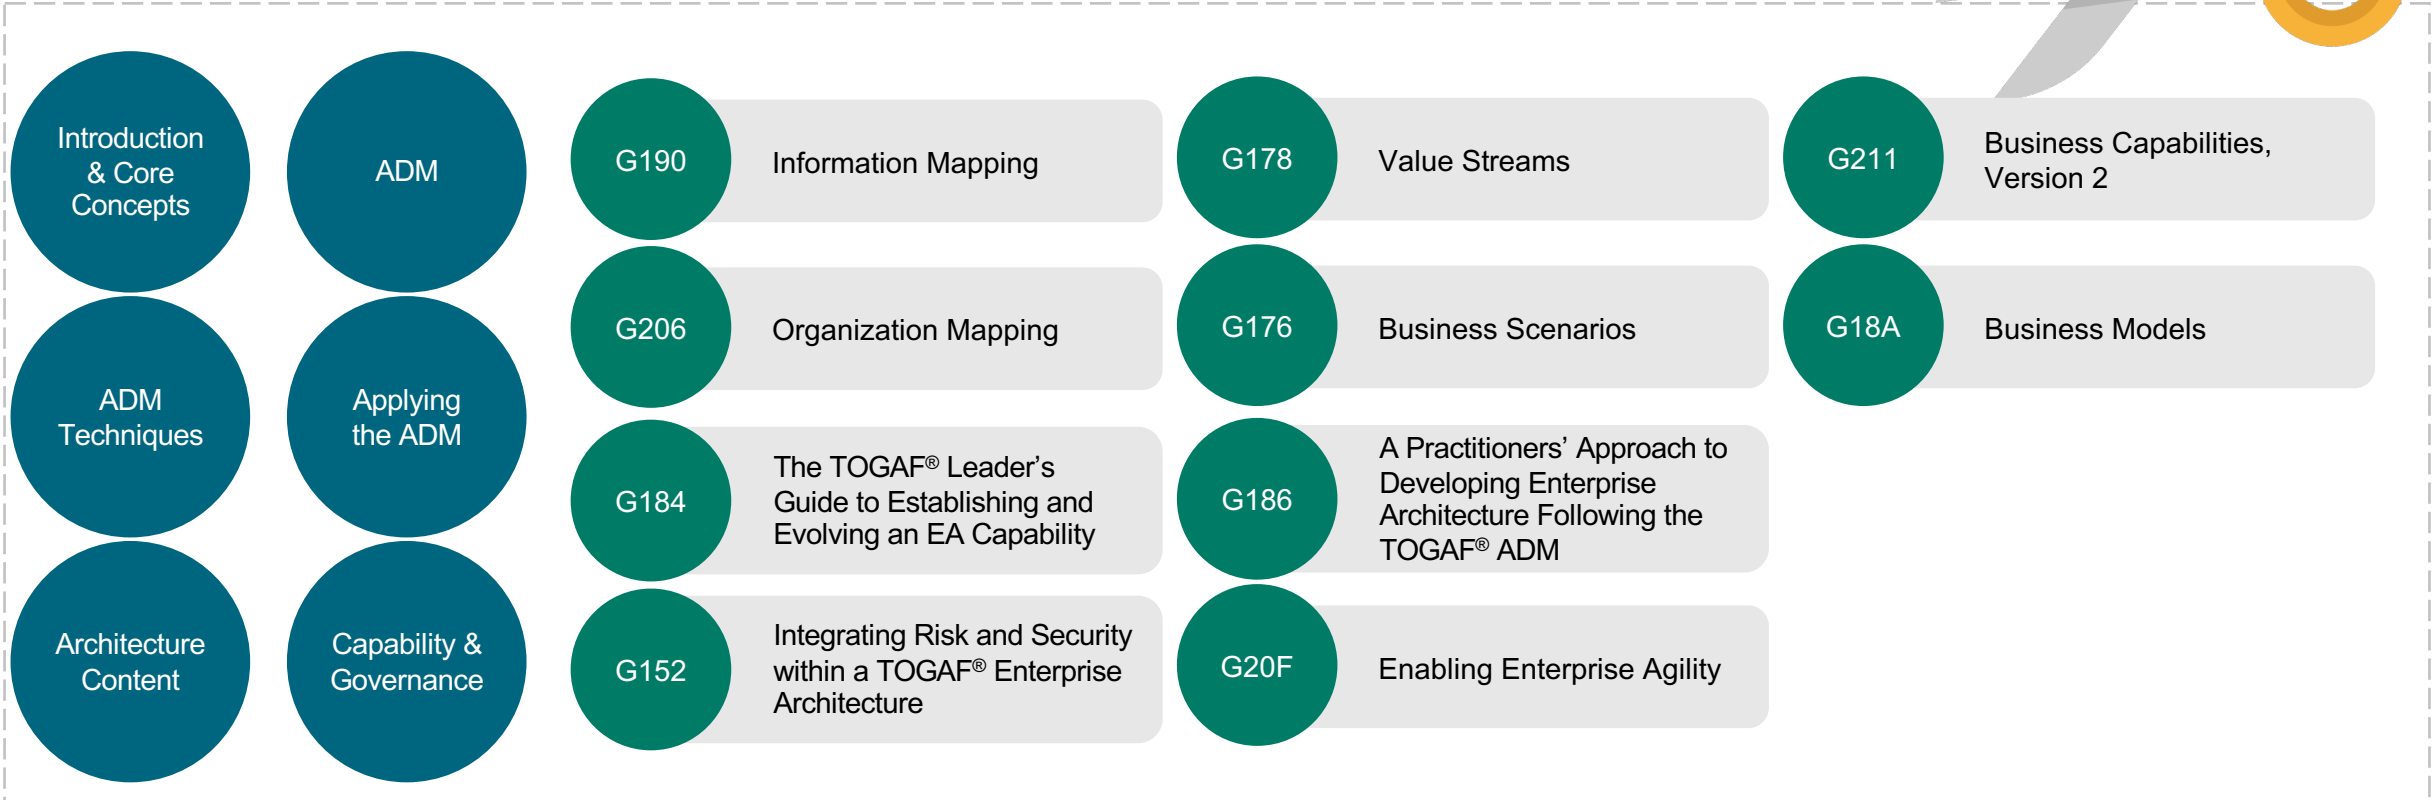 Introduction
& Core
Concepts
ADM
ADM
Techniques
Applying
the ADM
Architecture
Content
Capability &
Governance
G190
Information Mapping
G178
Value Streams
G211
Business Capabilities,
Version 2
G206
Organization Mapping
G176
Business Scenarios
G18A
Business Models
G184
The TOGAF® Leader’s
Guide to Establishing and
Evolving an EA Capability
G186
A Practitioners’ Approach to
Developing Enterprise
Architecture Following the
TOGAF® ADM
G152
Integrating Risk and Security
within a TOGAF® Enterprise
Architecture
G20F
Enabling Enterprise Agility